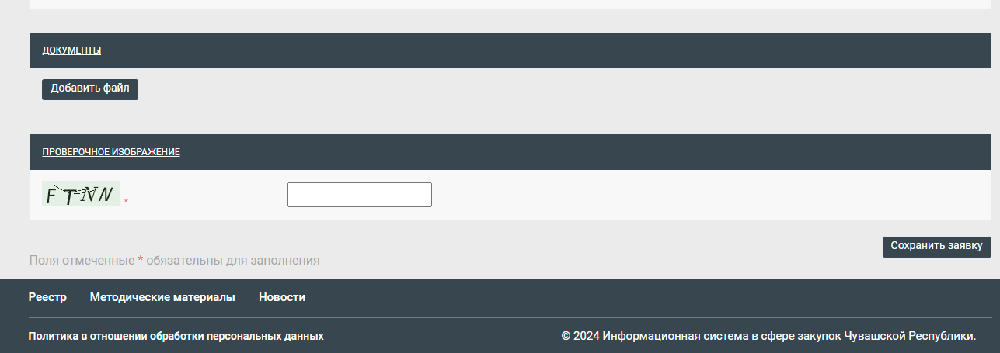 ДОКУМЕНТЫ
Добавить файл
ПРОВЕРОЧНОЕ ИЗОБРАЖЕНИЕ
FTNN *
Сохранить заявку
Поля отмеченные * обязательны для заполнения
Реестр Методические материалы Новости
Политика в отношении обработки персональных данных © 2024 Информационная система в сфере закупок Чувашской Республики.